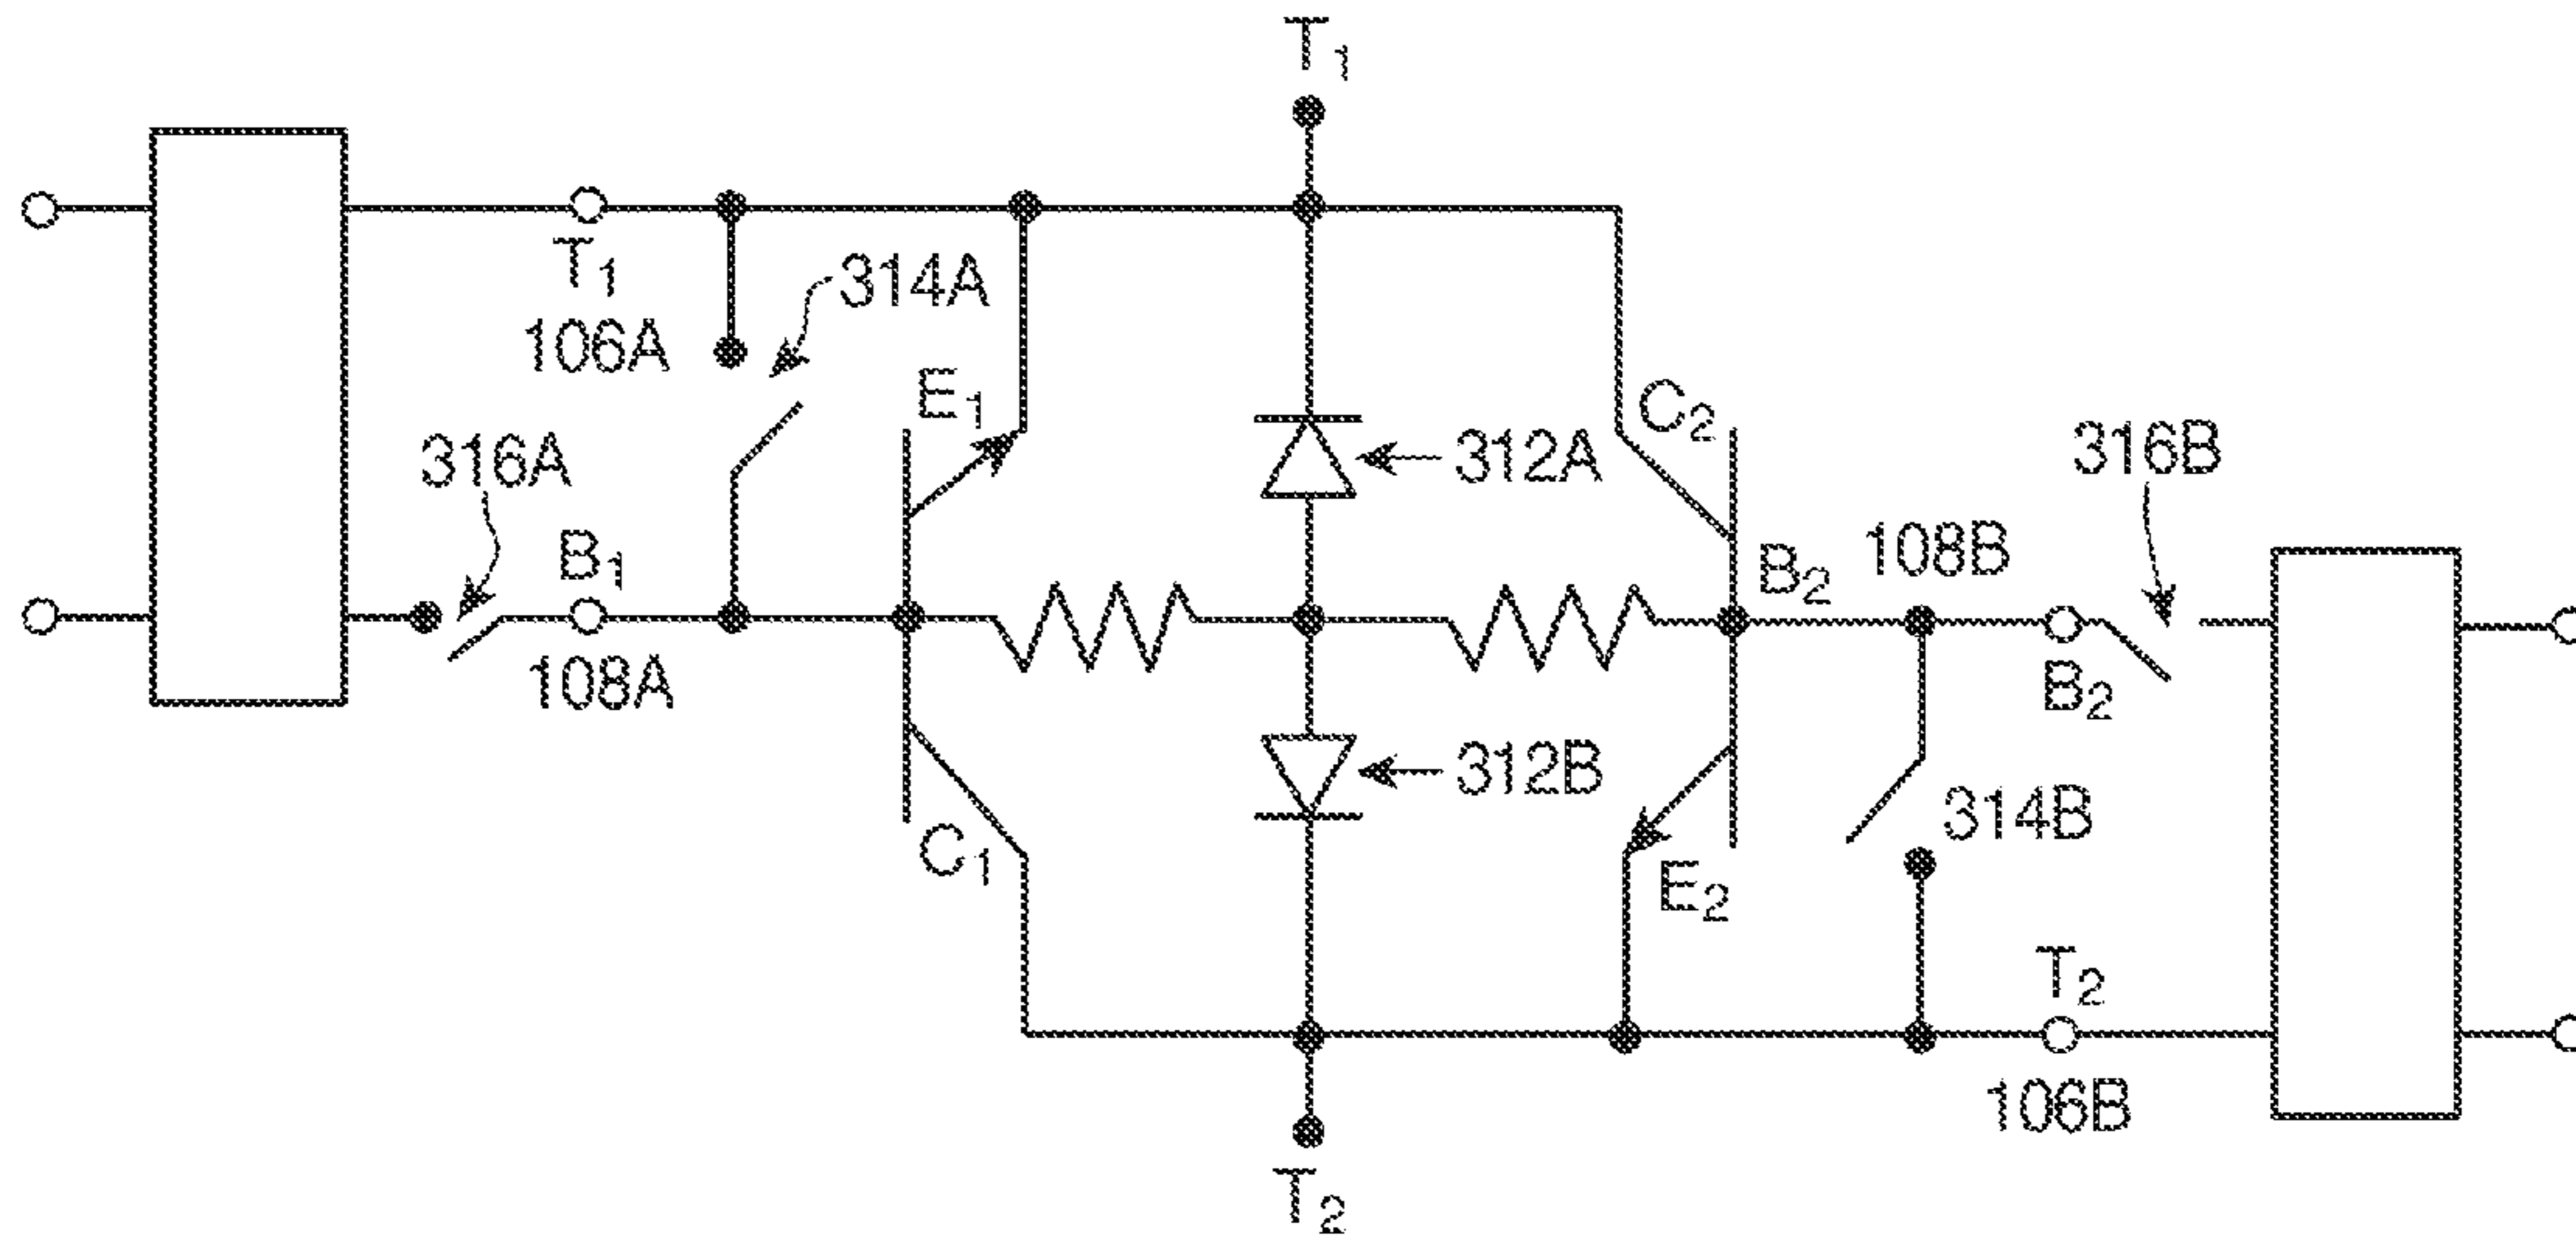 T₁
T₁
106A
314A
E₁
C₂
316A
312A
316B
B₁
B₂
108B
108A
B₂
312B
C₁
E₂
314B
T₂
106B
T₂